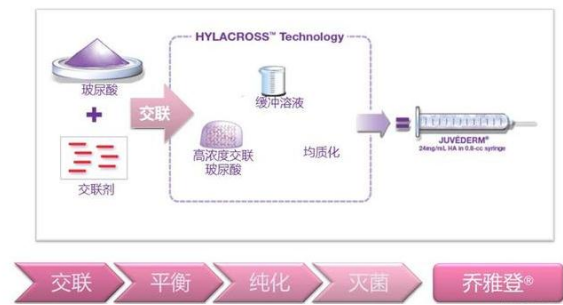 HYLACROSS™ Technology
玻尿酸
交联
交联剂
缓冲溶液
高浓度交联
玻尿酸
均质化
JUVÉDERM®
24mg/mL HA in 0.8-cc syringe
交联
平衡
纯化
灭菌
乔雅登®